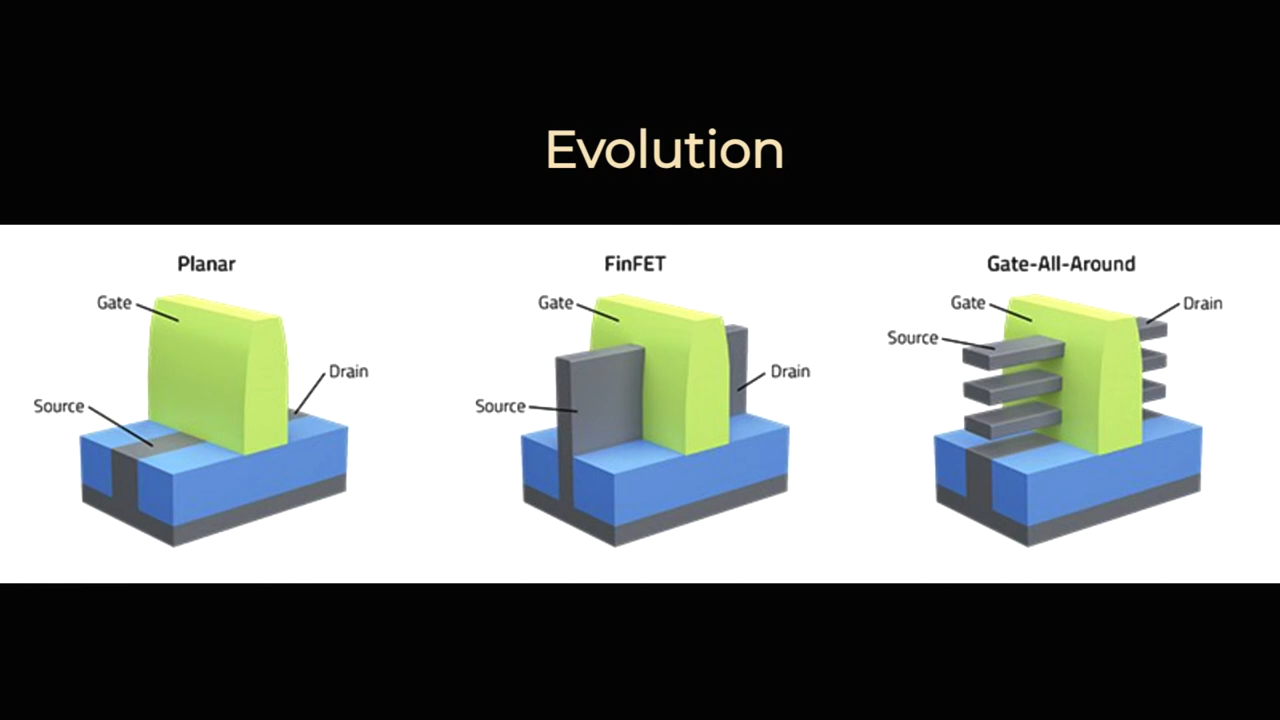 Evolution
Planar
Gate
Drain
Source
FinFET
Gate
Drain
Source
Gate-All-Around
Gate
Drain
Source